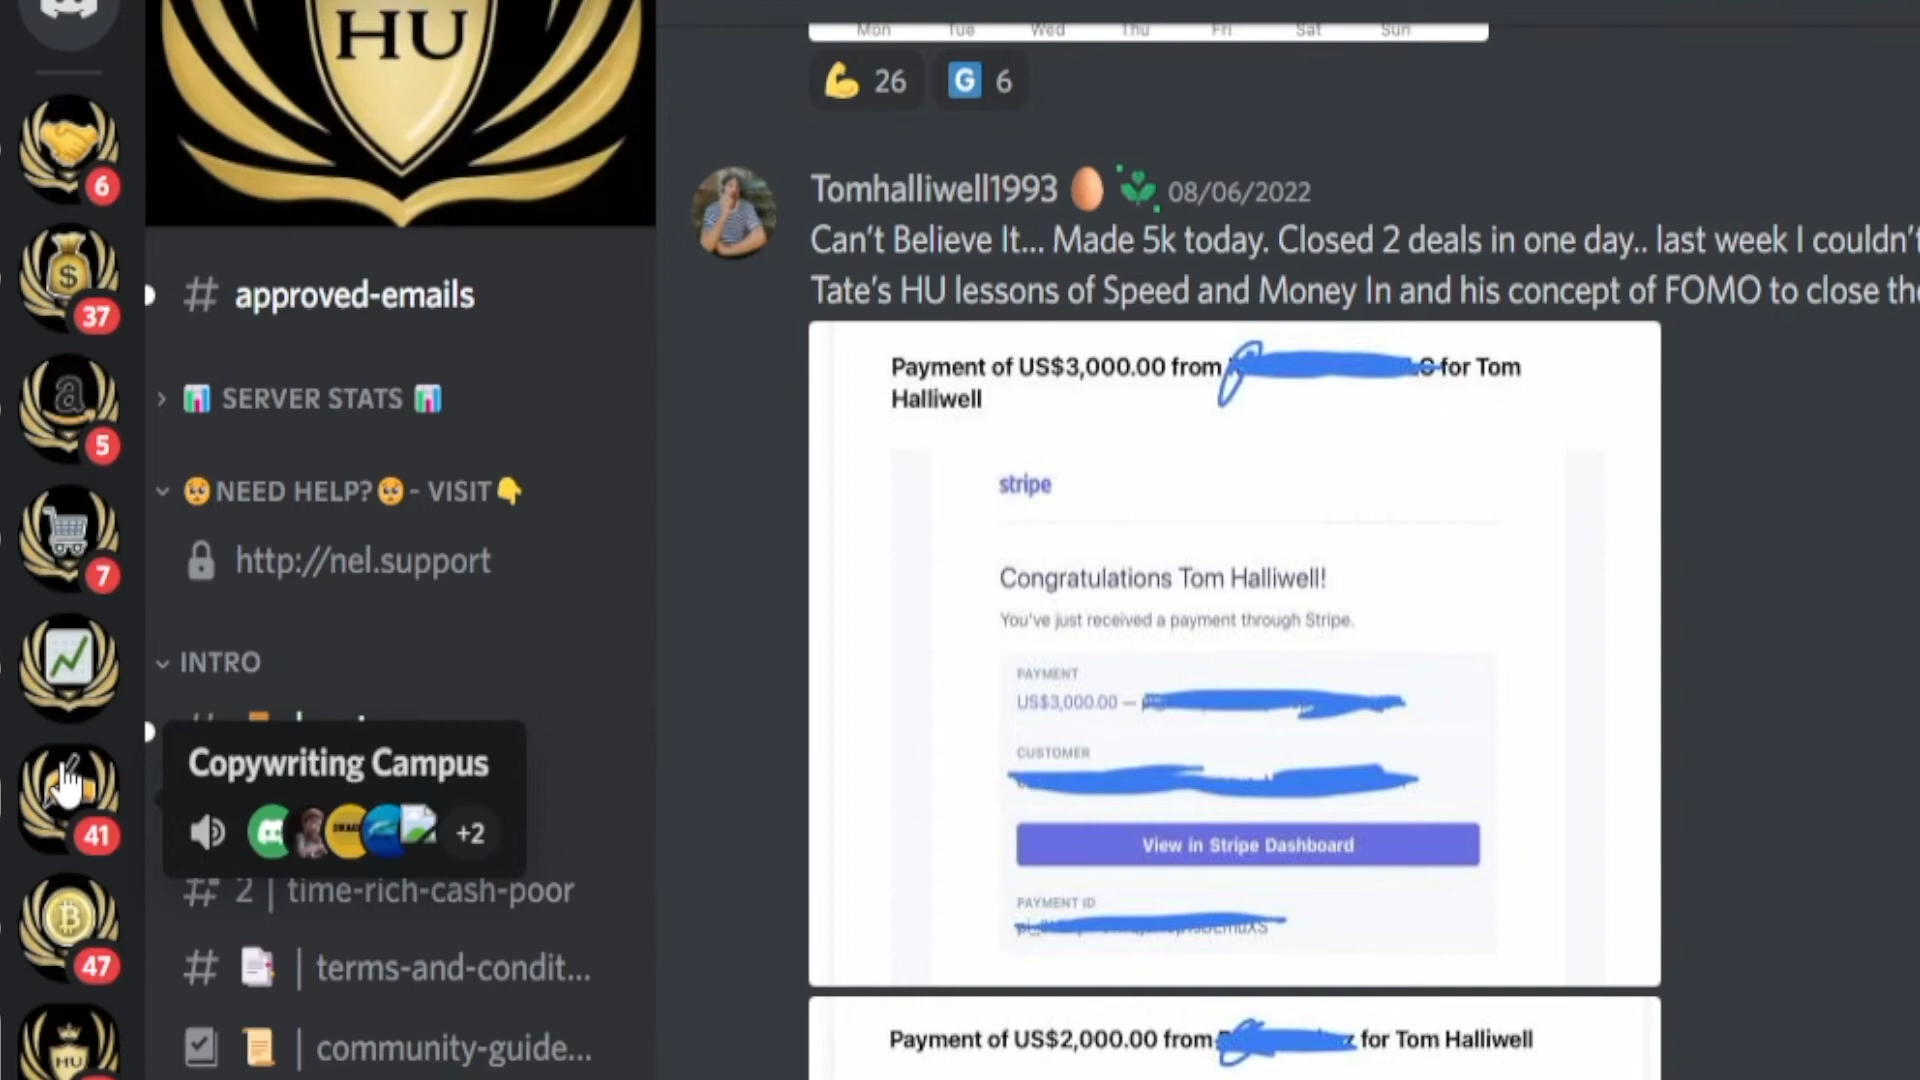 HU
6
37
5
7
41
47
HU
# approved-emails
SERVER STATS
NEED HELP? - VISIT
http://nel.support
INTRO
Copywriting Campus
+2
# 2 | time-rich-cash-poor
# | terms-and-condit...
| community-guide...
Mon Tue Wed Thu Fri Sat Sun
26 G 6
Tomhalliwell1993 08/06/2022
Can't Believe It... Made 5k today. Closed 2 deals in one day.. last week I couldn't
Tate's HU lessons of Speed and Money In and his concept of FOMO to close the
Payment of US$3,000.00 from for Tom
Halliwell
stripe
Congratulations Tom Halliwell!
You've just received a payment through Stripe.
PAYMENT
US$3,000.00 —
CUSTOMER
View in Stripe Dashboard
PAYMENT ID
Payment of US$2,000.00 from for Tom Halliwell